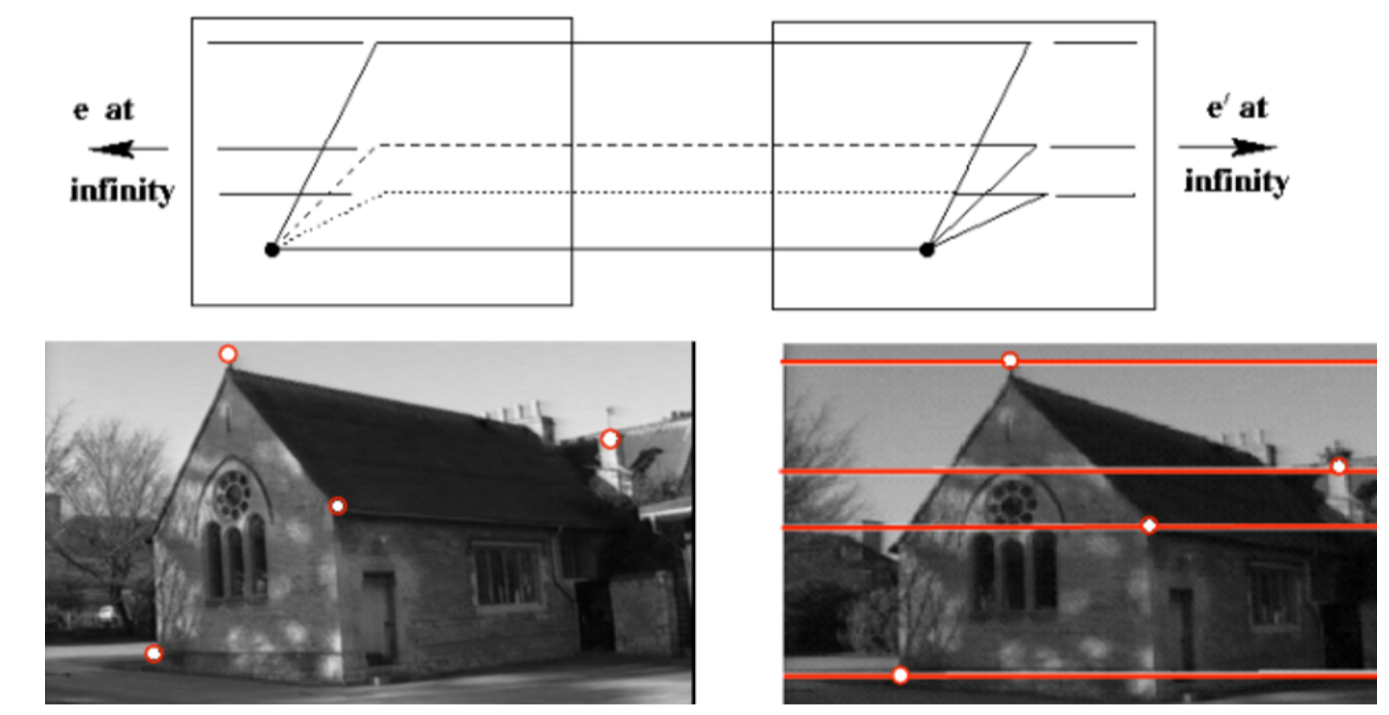 e at
infinity
e′ at
infinity